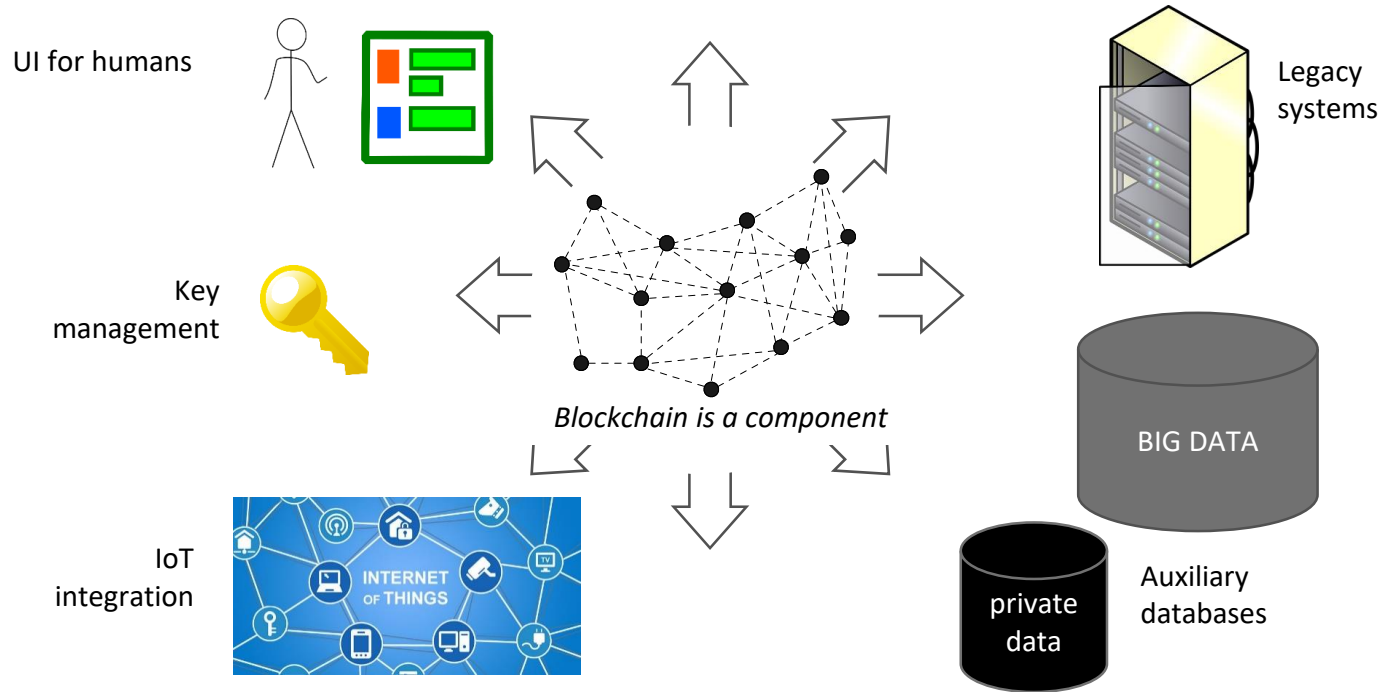 UI for humans
Legacy
systems
Key
management
Blockchain is a component
BIG DATA
IoT
integration
INTERNET
OF THINGS
TV
private
data
Auxiliary
databases